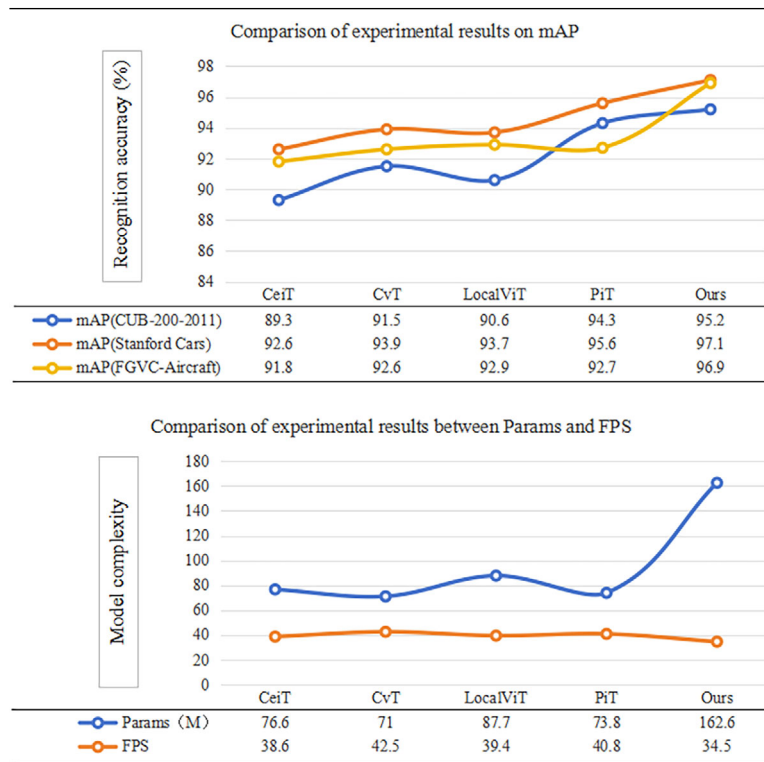 Comparison of experimental results on mAP
Recognition accuracy (%)
98
96
94
92
90
88
86
84
CeiT CvT LocalViT PiT Ours
mAP(CUB-200-2011) 89.3 91.5 90.6 94.3 95.2
mAP(Stanford Cars) 92.6 93.9 93.7 95.6 97.1
mAP(FGVC-Aircraft) 91.8 92.6 92.9 92.7 96.9
Comparison of experimental results between Params and FPS
Model complexity
180
160
140
120
100
80
60
40
20
0
CeiT CvT LocalViT PiT Ours
Params（M） 76.6 71 87.7 73.8 162.6
FPS 38.6 42.5 39.4 40.8 34.5